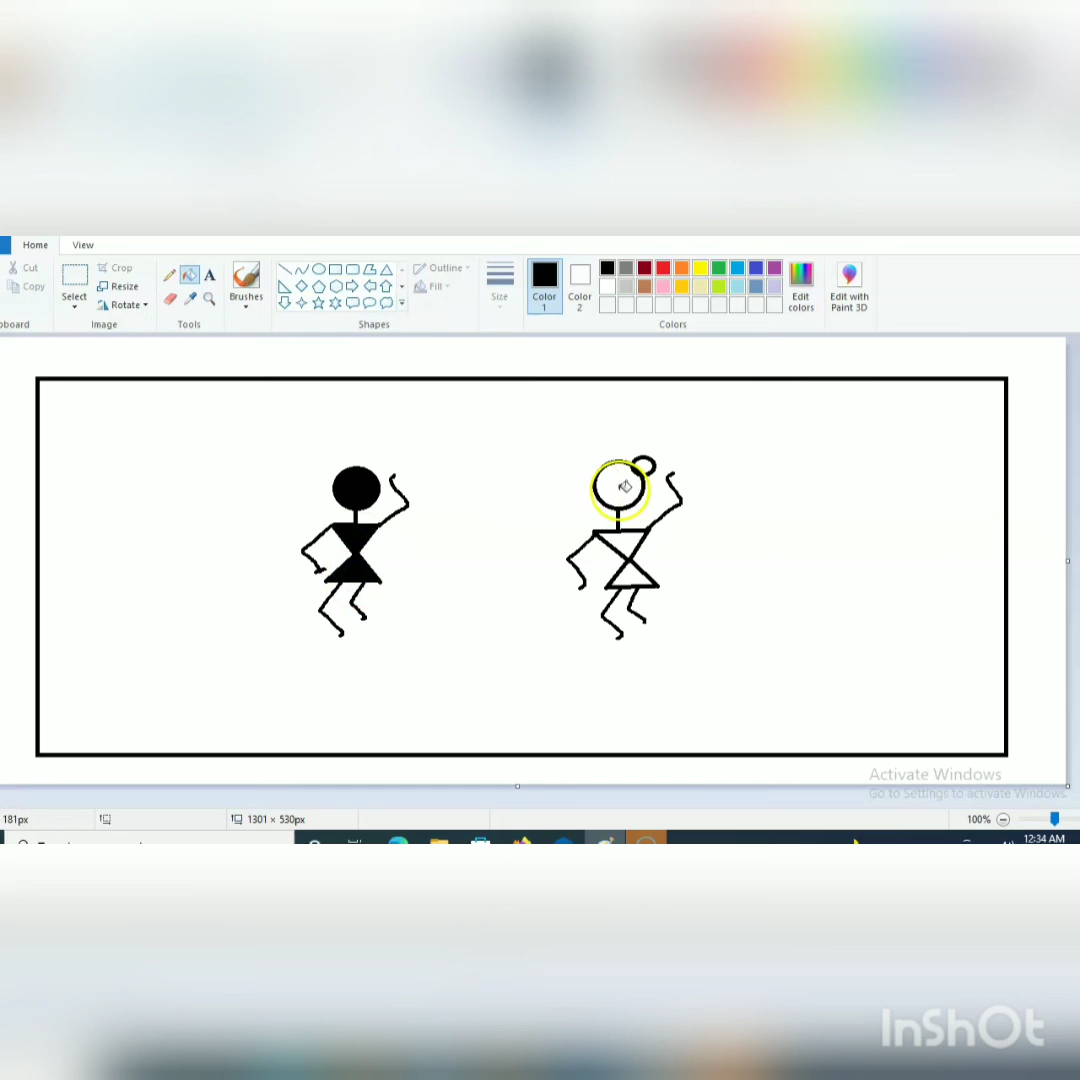 Home View
Cut
Copy
Select
Crop
Resize
Rotate
A
Brushes
Outline
Fill
Size
Color 1
Color 2
Edit colors
Edit with Paint 3D
Image
Tools
Shapes
Colors
Activate Windows
Go to Settings to activate Windows.
181px
1301 × 530px
100%
12:34 AM
InShOt